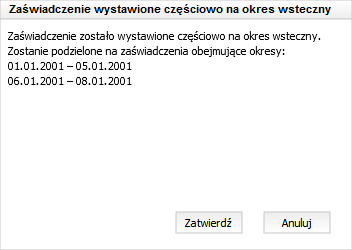 Zaświadczenie wystawione częściowo na okres wsteczny
Zaświadczenie zostało wystawione częściowo na okres wsteczny.
Zostanie podzielone na zaświadczenia obejmujące okresy:
01.01.2001 – 05.01.2001
06.01.2001 – 08.01.2001
Zatwierdź Anuluj